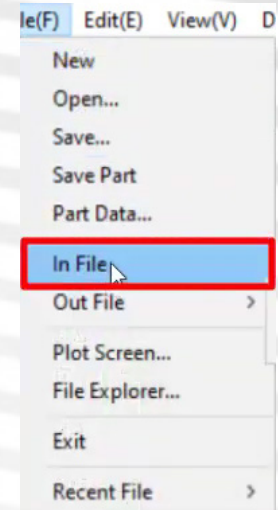 le(F) Edit(E) View(V) D
New
Open...
Save...
Save Part
Part Data...
In File
Out File >
Plot Screen...
File Explorer...
Exit
Recent File >